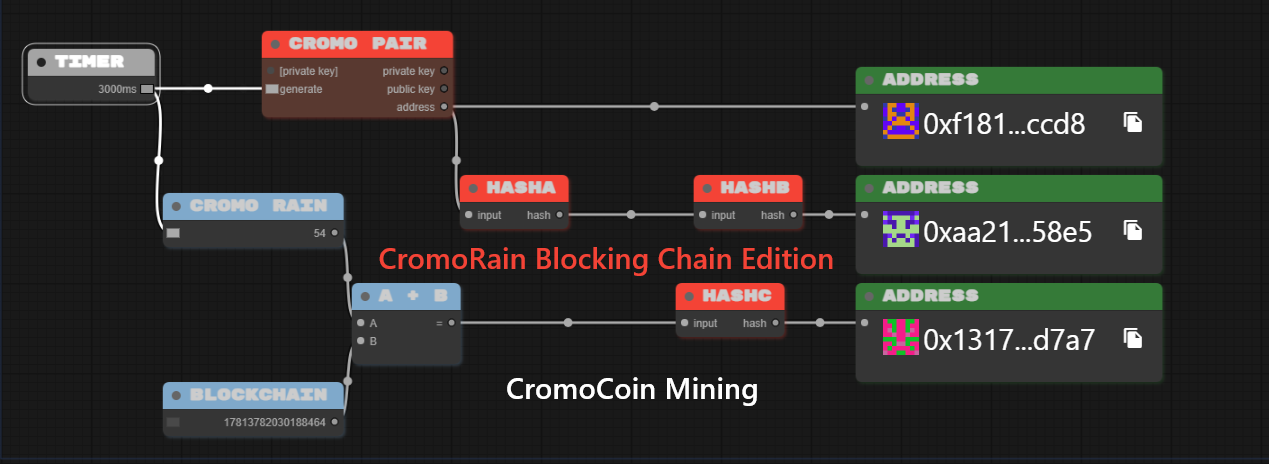 TIMER
3000ms
CROMO PAIR
[private key] private key
generate public key
address
ADDRESS
0xf181...ccd8
CROMO RAIN
54
HASHA
input hash
HASHB
input hash
ADDRESS
0xaa21...58e5
CromoRain Blocking Chain Edition
A + B
A =
B
HASHC
input hash
ADDRESS
0x1317...d7a7
CromoCoin Mining
BLOCKCHAIN
17813782030188464